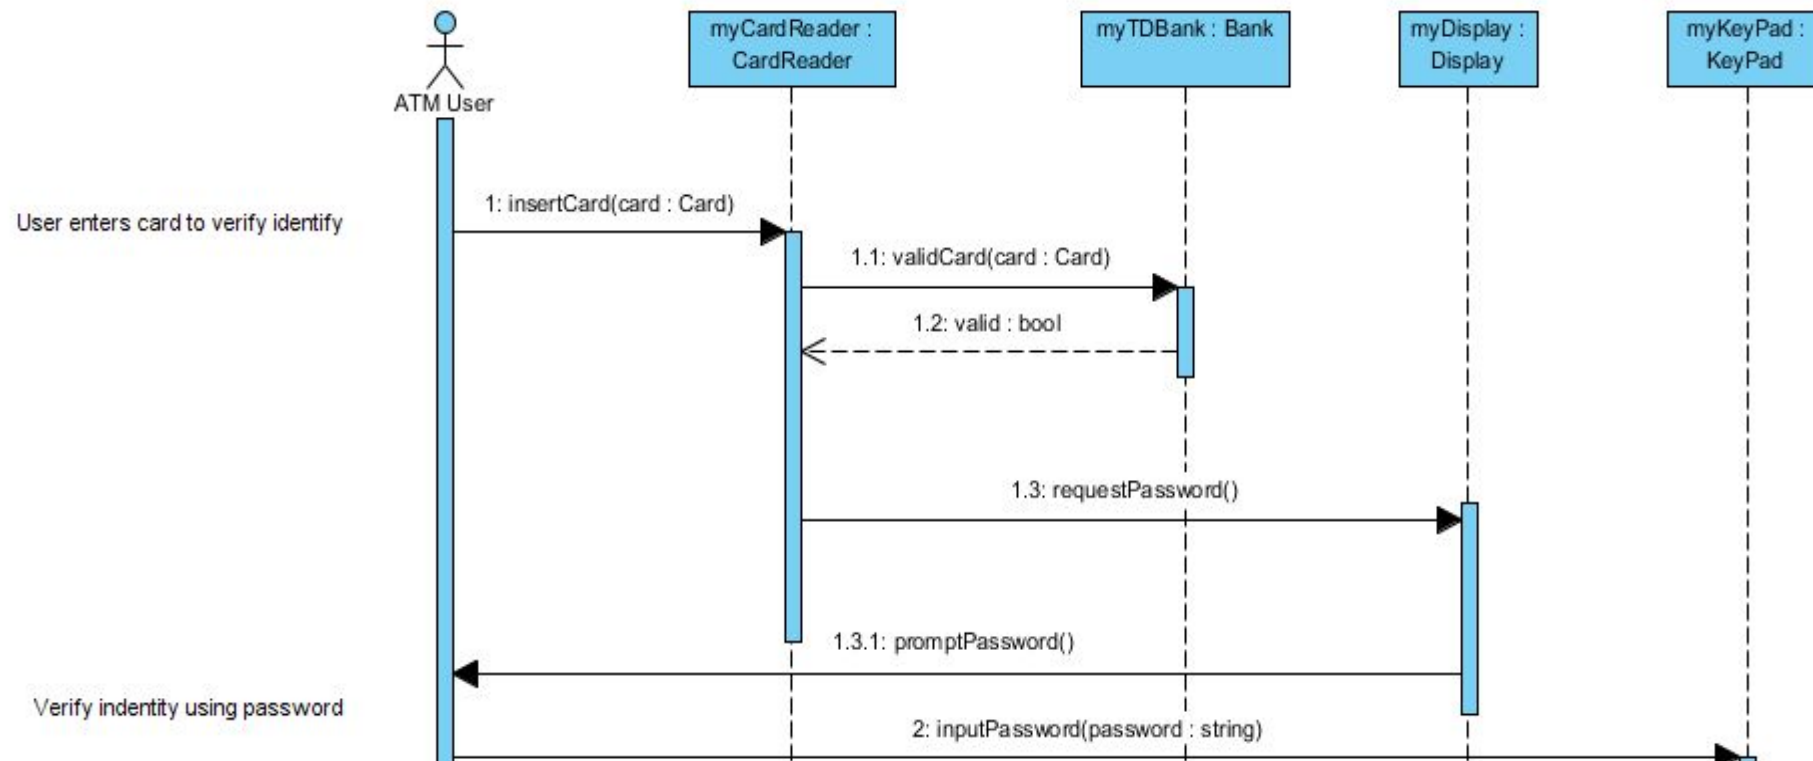 myCardReader :
CardReader
myTDBank : Bank
myDisplay :
Display
myKeyPad :
KeyPad
ATM User
1: insertCard(card : Card)
User enters card to verify identify
1.1: validCard(card : Card)
1.2: valid : bool
1.3: requestPassword()
1.3.1: promptPassword()
Verify indentity using password
2: inputPassword(password : string)